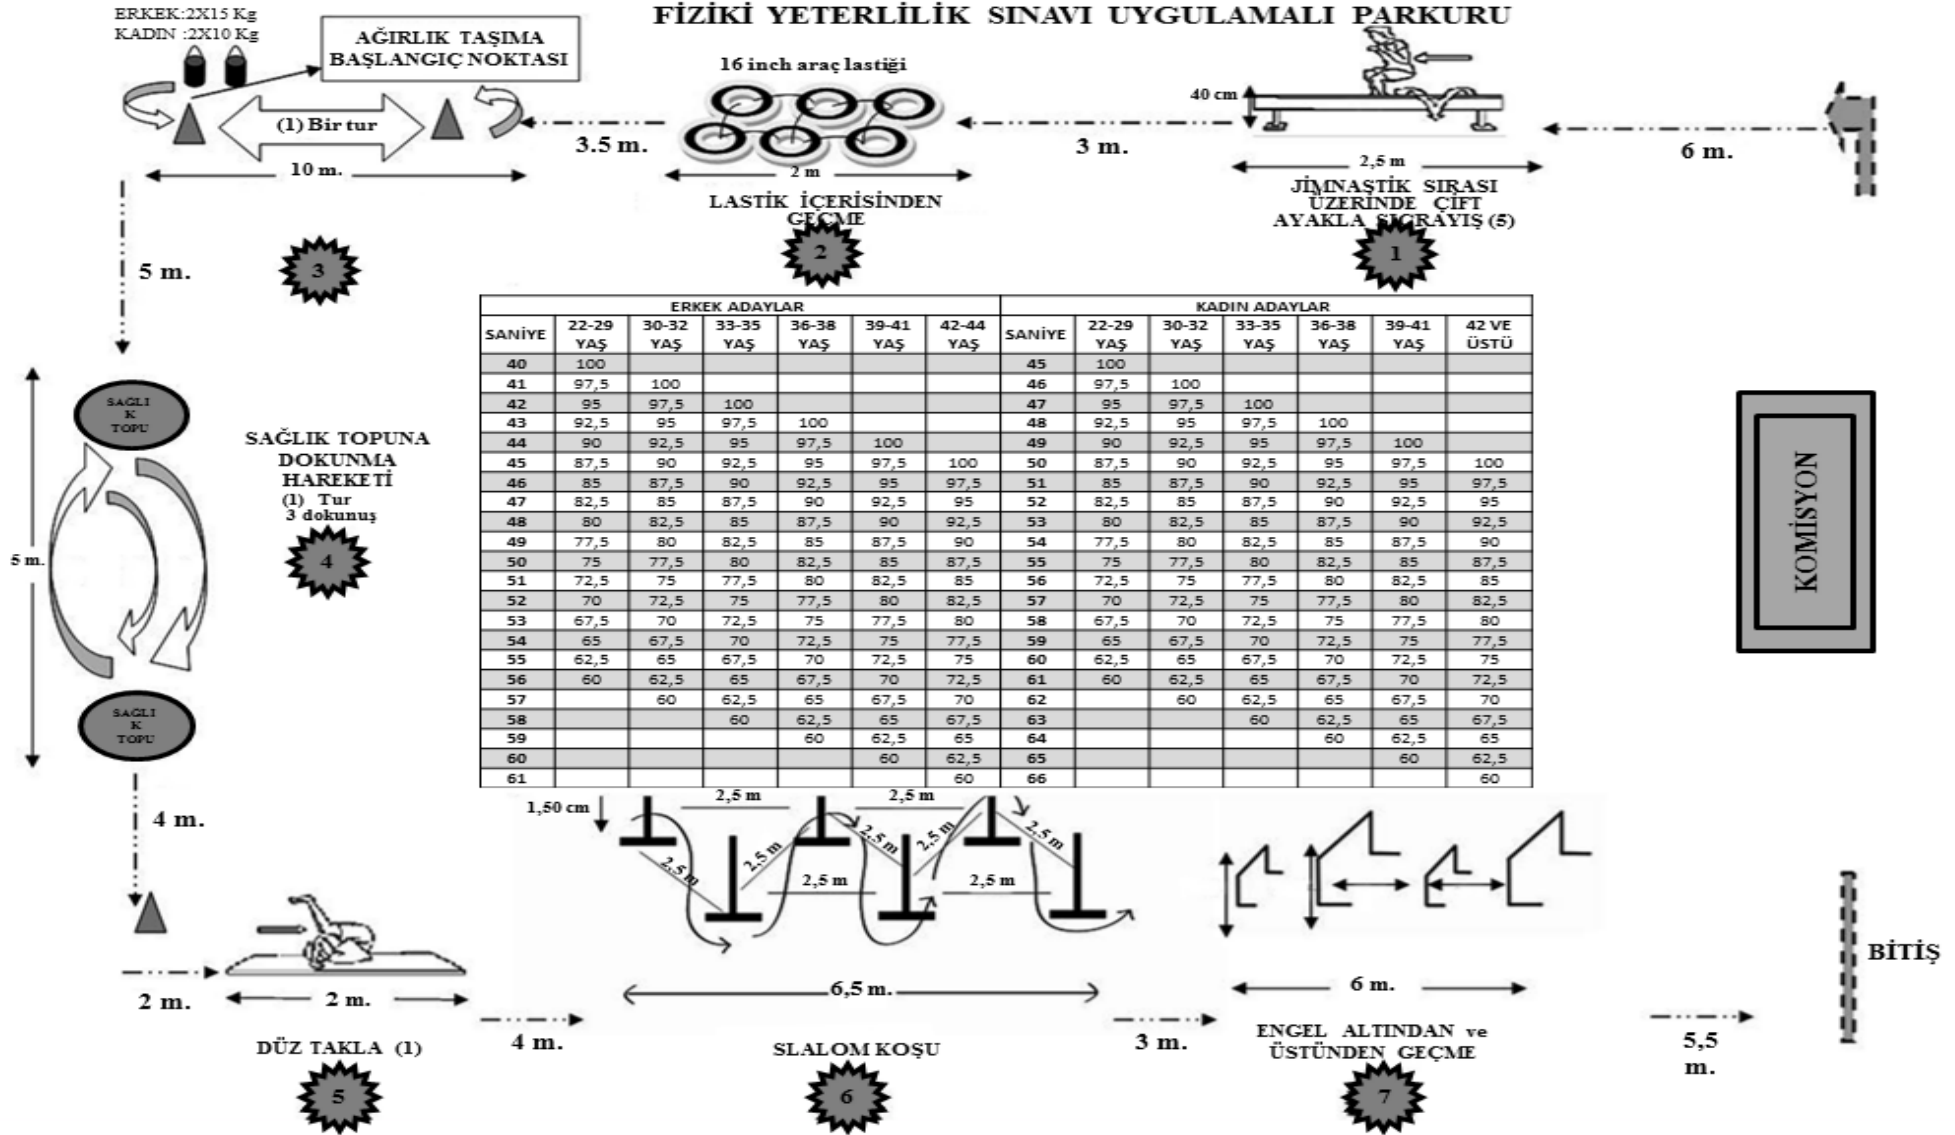 FİZİKİ YETERLİLİK SINAVI UYGULAMALI PARKURU
ERKEK:2X15 Kg
KADIN :2X10 Kg
AĞIRLIK TAŞIMA
BAŞLANGIÇ NOKTASI
(1) Bir tur
10 m.
3.5 m.
16 inch araç lastiği
2 m
LASTİK İÇERİSİNDEN
GEÇME
2
3 m.
40 cm
2,5 m
JİMNASTİK SIRASI
ÜZERİNDE ÇİFT
AYAKLA SIÇRAYIŞ (5)
1
6 m.
3
5 m.
SAĞLI
K
TOPU
5 m.
SAĞLIK TOPUNA
DOKUNMA
HAREKETİ
(1) Tur
3 dokunuş
4
SAĞLI
K
TOPU
ERKEK ADAYLAR KADIN ADAYLAR
SANİYE 22-29 YAŞ 30-32 YAŞ 33-35 YAŞ 36-38 YAŞ 39-41 YAŞ 42-44 YAŞ SANİYE 22-29 YAŞ 30-32 YAŞ 33-35 YAŞ 36-38 YAŞ 39-41 YAŞ 42 VE ÜSTÜ
40 100 45 100
41 97,5 100 46 97,5 100
42 95 97,5 100 47 95 97,5 100
43 92,5 95 97,5 100 48 92,5 95 97,5 100
44 90 92,5 95 97,5 100 49 90 92,5 95 97,5 100
45 87,5 90 92,5 95 97,5 100 50 87,5 90 92,5 95 97,5 100
46 85 87,5 90 92,5 95 97,5 51 85 87,5 90 92,5 95 97,5
47 82,5 85 87,5 90 92,5 95 52 82,5 85 87,5 90 92,5 95
48 80 82,5 85 87,5 90 92,5 53 80 82,5 85 87,5 90 92,5
49 77,5 80 82,5 85 87,5 90 54 77,5 80 82,5 85 87,5 90
50 75 77,5 80 82,5 85 87,5 55 75 77,5 80 82,5 85 87,5
51 72,5 75 77,5 80 82,5 85 56 72,5 75 77,5 80 82,5 85
52 70 72,5 75 77,5 80 82,5 57 70 72,5 75 77,5 80 82,5
53 67,5 70 72,5 75 77,5 80 58 67,5 70 72,5 75 77,5 80
54 65 67,5 70 72,5 75 77,5 59 65 67,5 70 72,5 75 77,5
55 62,5 65 67,5 70 72,5 75 60 62,5 65 67,5 70 72,5 75
56 60 62,5 65 67,5 70 72,5 61 60 62,5 65 67,5 70 72,5
57 60 62,5 65 67,5 70 62 60 62,5 65 67,5 70
58 60 62,5 65 67,5 63 60 62,5 65 67,5
59 60 62,5 65 64 60 62,5 65
60 60 62,5 65 60 62,5
61 60 66 60
KOMİSYON
4 m.
2 m.
2 m.
DÜZ TAKLA (1)
5
4 m.
1,50 cm
2,5 m
2,5 m
2,5 m
2,5 m
2,5 m
2,5 m
2,5 m
2,5 m
2,5 m
6,5 m.
SLALOM KOŞU
6
3 m.
6 m.
ENGEL ALTINDAN ve
ÜSTÜNDEN GEÇME
7
5,5
m.
BİTİŞ